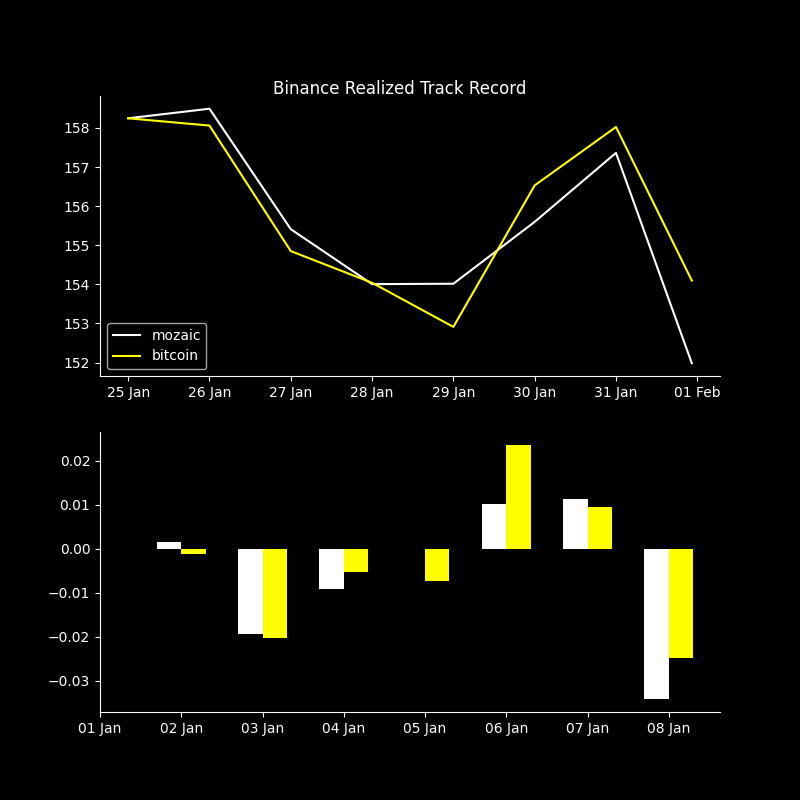 Binance Realized Track Record
158
157
156
155
154
153
152
mozaic
bitcoin
25 Jan 26 Jan 27 Jan 28 Jan 29 Jan 30 Jan 31 Jan 01 Feb
0.02
0.01
0.00
−0.01
−0.02
−0.03
01 Jan 02 Jan 03 Jan 04 Jan 05 Jan 06 Jan 07 Jan 08 Jan